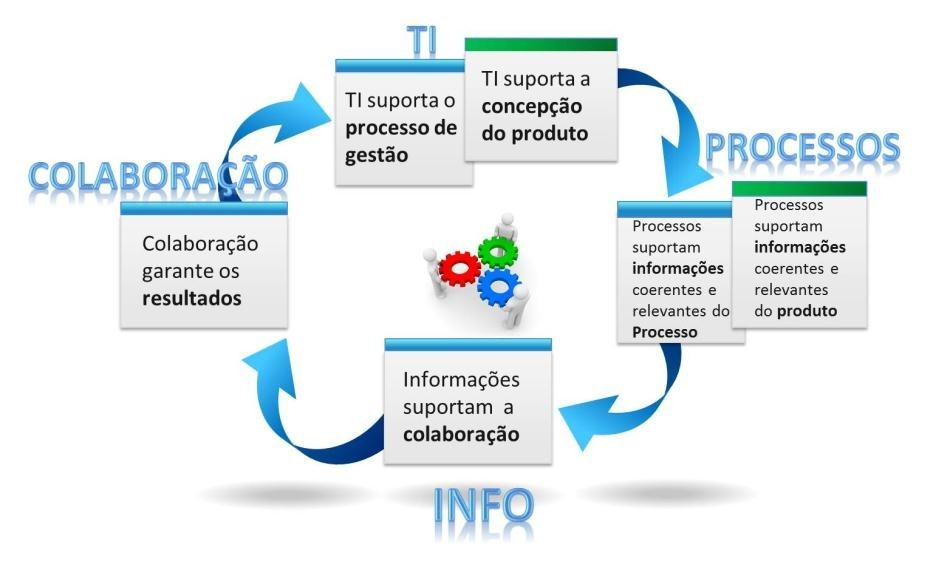 TI
TI suporta o
processo de
gestão
TI suporta a
concepção
do produto
PROCESSOS
Processos
suportam
informações
coerentes e
relevantes do
Processo
Processos
suportam
informações
coerentes e
relevantes
do produto
COLABORAÇÃO
Colaboração
garante os
resultados
Informações
suportam a
colaboração
INFO